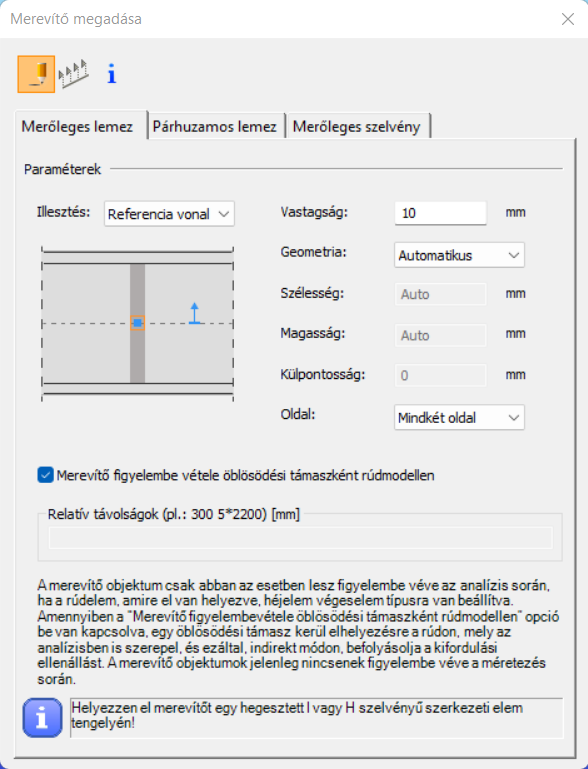 Merevítő megadása
Merőleges lemez
Párhuzamos lemez
Merőleges szelvény
Paraméterek
Illesztés:
Referencia vonal
Vastagság:
10
mm
Geometria:
Automatikus
Szélesség:
Auto
mm
Magasság:
Auto
mm
Külpontosság:
0
mm
Oldal:
Mindkét oldal
Merevítő figyelembe vétele öblösödési támaszként rúdmodellen
Relatív távolságok (pl.: 300 5*2200) [mm]
A merevítő objektum csak abban az esetben lesz figyelembe véve az analízis során,
ha a rúdelem, amire el van helyezve, héjelem végeselem típusra van beállítva.
Amennyiben a "Merevítő figyelembevétele öblösödési támaszként rúdmodellen" opció
be van kapcsolva, egy öblösödési támasz kerül elhelyezésre a rúdon, mely az
analízisben is szerepel, és ezáltal, indirekt módon, befolyásolja a kifordulási
ellenállást. A merevítő objektumok jelenleg nincsenek figyelembe véve a méretezés
során.
Helyezzen el merevítőt egy hegesztett I vagy H szelvényű szerkezeti elem
tengelyén!